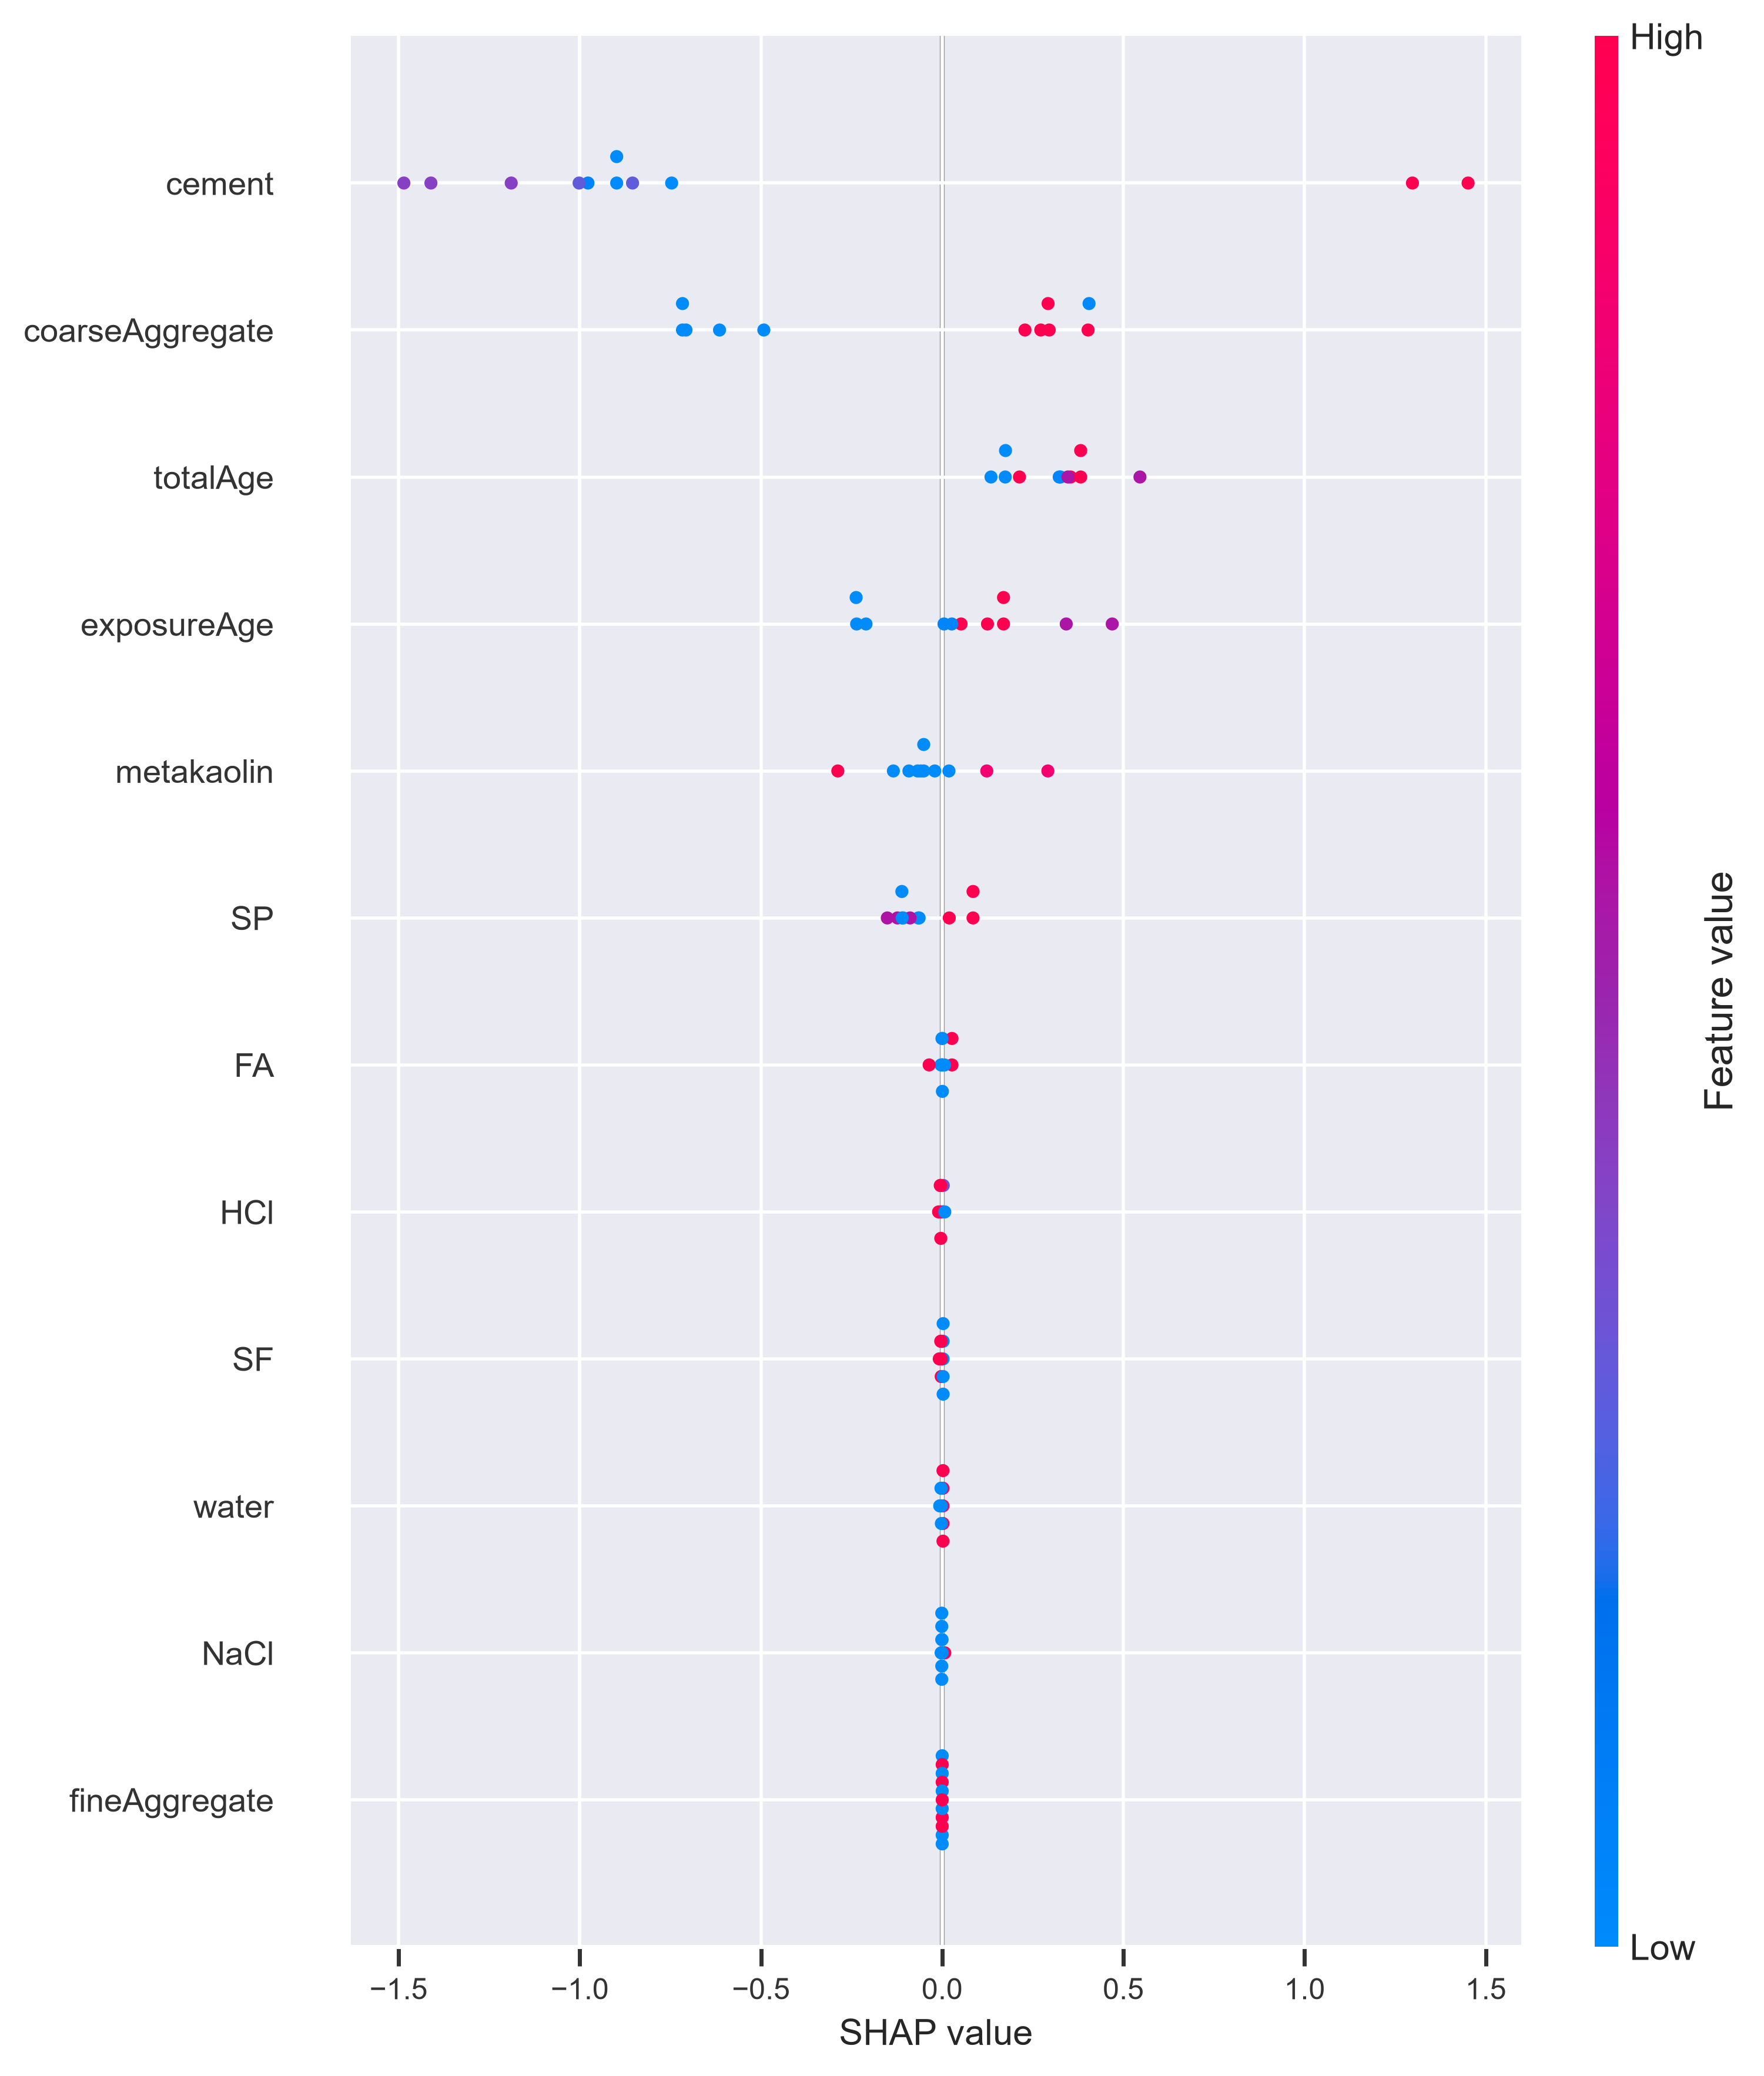 High
cement
coarseAggregate
totalAge
exposureAge
metakaolin
SP
FA
HCl
SF
water
NaCl
fineAggregate
Feature value
Low
−1.5 −1.0 −0.5 0.0 0.5 1.0 1.5
SHAP value